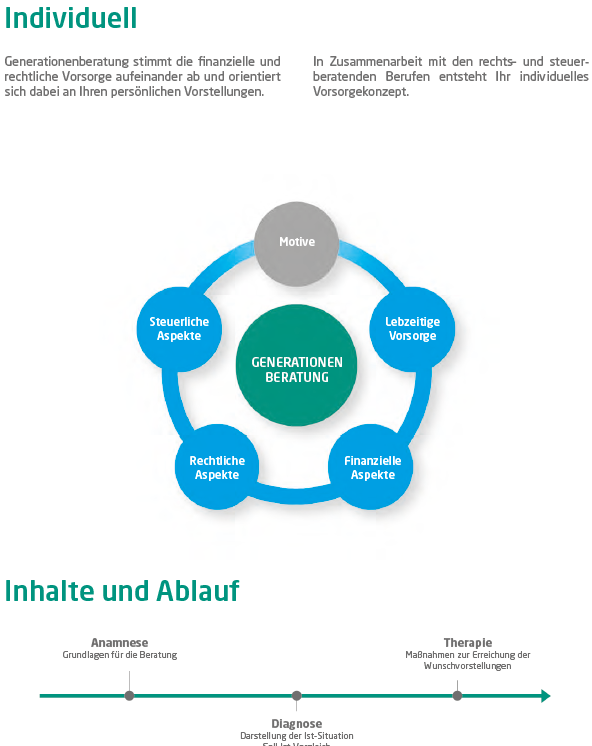 Individuell
Generationenberatung stimmt die finanzielle und
rechtliche Vorsorge aufeinander ab und orientiert
sich dabei an Ihren persönlichen Vorstellungen.
In Zusammenarbeit mit den rechts- und steuer-
beratenden Berufen entsteht Ihr individuelles
Vorsorgekonzept.
Motive
Steuerliche
Aspekte
Lebzeitige
Vorsorge
GENERATIONEN
BERATUNG
Rechtliche
Aspekte
Finanzielle
Aspekte
Inhalte und Ablauf
Anamnese
Grundlagen für die Beratung
Therapie
Maßnahmen zur Erreichung der
Wunschvorstellungen
Diagnose
Darstellung der Ist-Situation